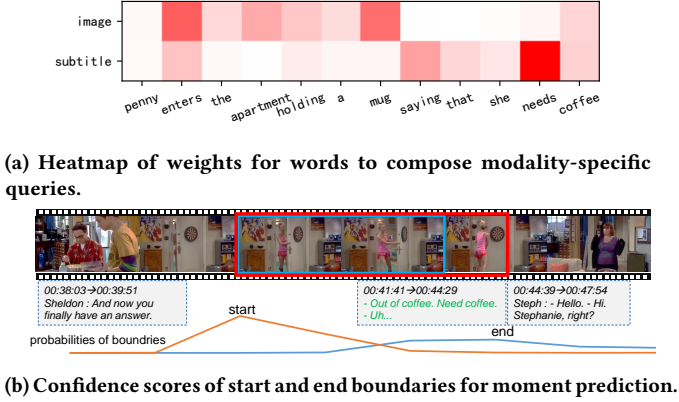 image
subtitle
penny enters the apartment holding a mug saying that she needs coffee
(a) Heatmap of weights for words to compose modality-specific
queries.
00:38:03→00:39:51
Sheldon : And now you
finally have an answer.
00:41:41→00:44:29
- Out of coffee. Need coffee.
- Uh...
00:44:39→00:47:54
Steph : - Hello. - Hi.
Stephanie, right?
start
end
probabilities of boundries
(b) Confidence scores of start and end boundaries for moment prediction.